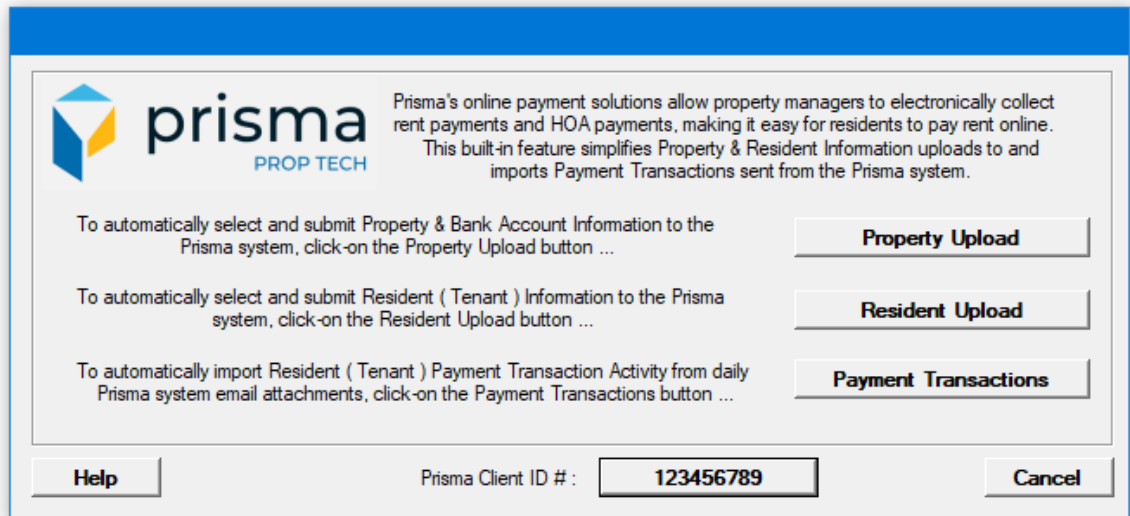 prisma
PROP TECH
Prisma's online payment solutions allow property managers to electronically collect
rent payments and HOA payments, making it easy for residents to pay rent online.
This built-in feature simplifies Property & Resident Information uploads to and
imports Payment Transactions sent from the Prisma system.
To automatically select and submit Property & Bank Account Information to the
Prisma system, click-on the Property Upload button ...
Property Upload
To automatically select and submit Resident ( Tenant ) Information to the Prisma
system, click-on the Resident Upload button ...
Resident Upload
To automatically import Resident ( Tenant ) Payment Transaction Activity from daily
Prisma system email attachments, click-on the Payment Transactions button ...
Payment Transactions
Help
Prisma Client ID # :
123456789
Cancel